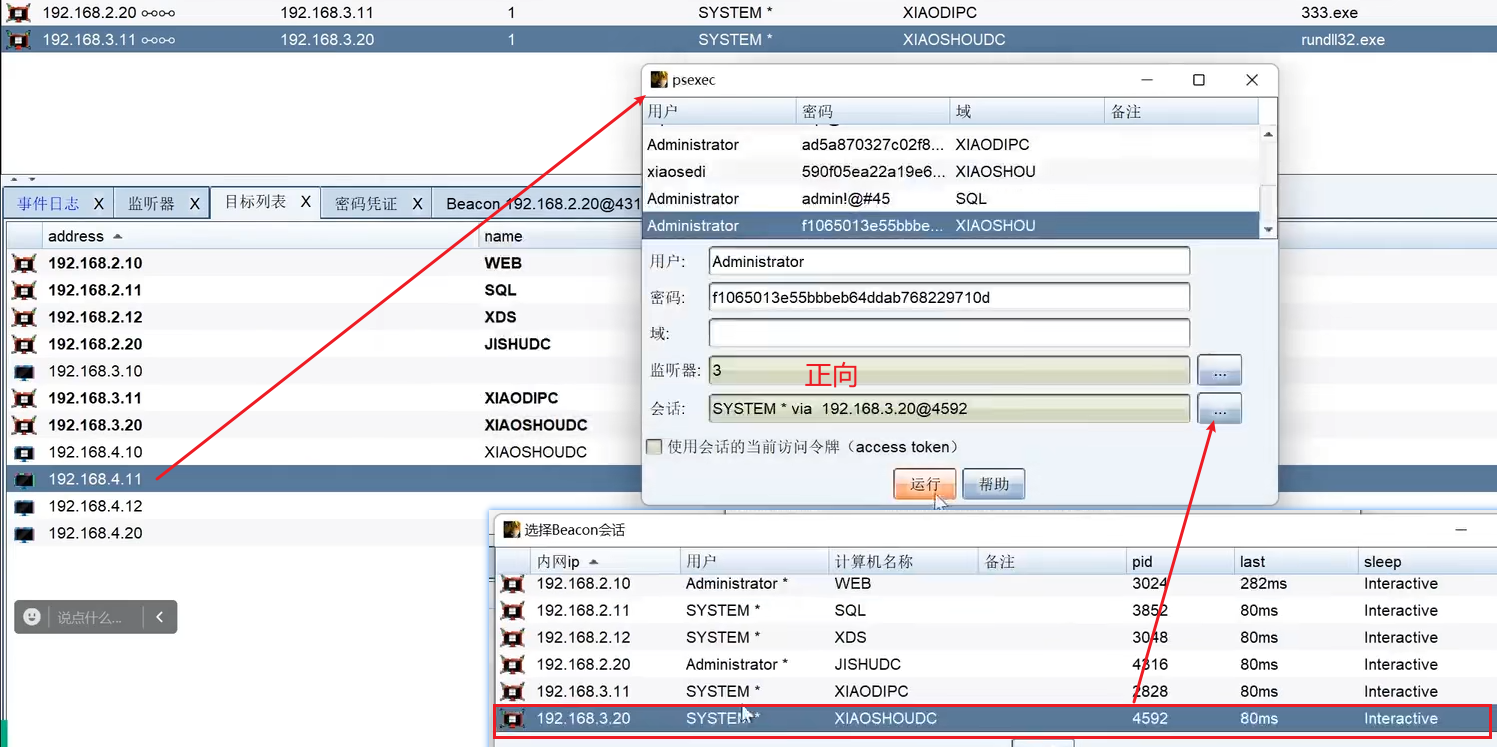 192.168.2.20 192.168.3.11 1 SYSTEM * XIAODIPC 333.exe
192.168.3.11 192.168.3.20 1 SYSTEM * XIAOSHOUDC rundll32.exe
psexec
用户 密码 域 备注
Administrator ad5a870327c02f8... XIAODIPC
xiaosedi 590f05ea22a19e6... XIAOSHOU
Administrator admin!@#45 SQL
Administrator f1065013e55bbbe... XIAOSHOU
用户: Administrator
密码: f1065013e55bbbeb64ddab768229710d
域:
监听器: 3 正向 ...
会话: SYSTEM * via 192.168.3.20@4592 ...
使用会话的当前访问令牌（access token）
运行 帮助
事件日志 X 监听器 X 目标列表 X 密码凭证 X Beacon 192.168.2.20@431
address name
192.168.2.10 WEB
192.168.2.11 SQL
192.168.2.12 XDS
192.168.2.20 JISHUDC
192.168.3.10
192.168.3.11 XIAODIPC
192.168.3.20 XIAOSHOUDC
192.168.4.10 XIAOSHOUDC
192.168.4.11
192.168.4.12
192.168.4.20
说点什么...
选择Beacon会话
内网ip 用户 计算机名称 备注 pid last sleep
192.168.2.10 Administrator * WEB 3024 282ms Interactive
192.168.2.11 SYSTEM * SQL 3852 80ms Interactive
192.168.2.12 SYSTEM * XDS 3048 80ms Interactive
192.168.2.20 Administrator * JISHUDC 4316 80ms Interactive
192.168.3.11 SYSTEM * XIAODIPC 2828 80ms Interactive
192.168.3.20 SYSTEM * XIAOSHOUDC 4592 80ms Interactive